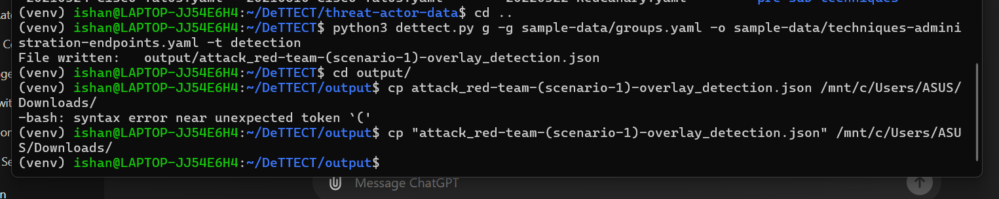 (venv) ishan@LAPTOP-JJ54E6H4:~/DeTTECT/threat-actor-data$ cd ..
(venv) ishan@LAPTOP-JJ54E6H4:~/DeTTECT$ python3 dettect.py g -g sample-data/groups.yaml -o sample-data/techniques-admini
stration-endpoints.yaml -t detection
File written:   output/attack_red-team-(scenario-1)-overlay_detection.json
(venv) ishan@LAPTOP-JJ54E6H4:~/DeTTECT$ cd output/
(venv) ishan@LAPTOP-JJ54E6H4:~/DeTTECT/output$ cp attack_red-team-(scenario-1)-overlay_detection.json /mnt/c/Users/ASUS/
Downloads/
-bash: syntax error near unexpected token `('
(venv) ishan@LAPTOP-JJ54E6H4:~/DeTTECT/output$ cp "attack_red-team-(scenario-1)-overlay_detection.json" /mnt/c/Users/ASU
S/Downloads/
(venv) ishan@LAPTOP-JJ54E6H4:~/DeTTECT/output$
Message ChatGPT